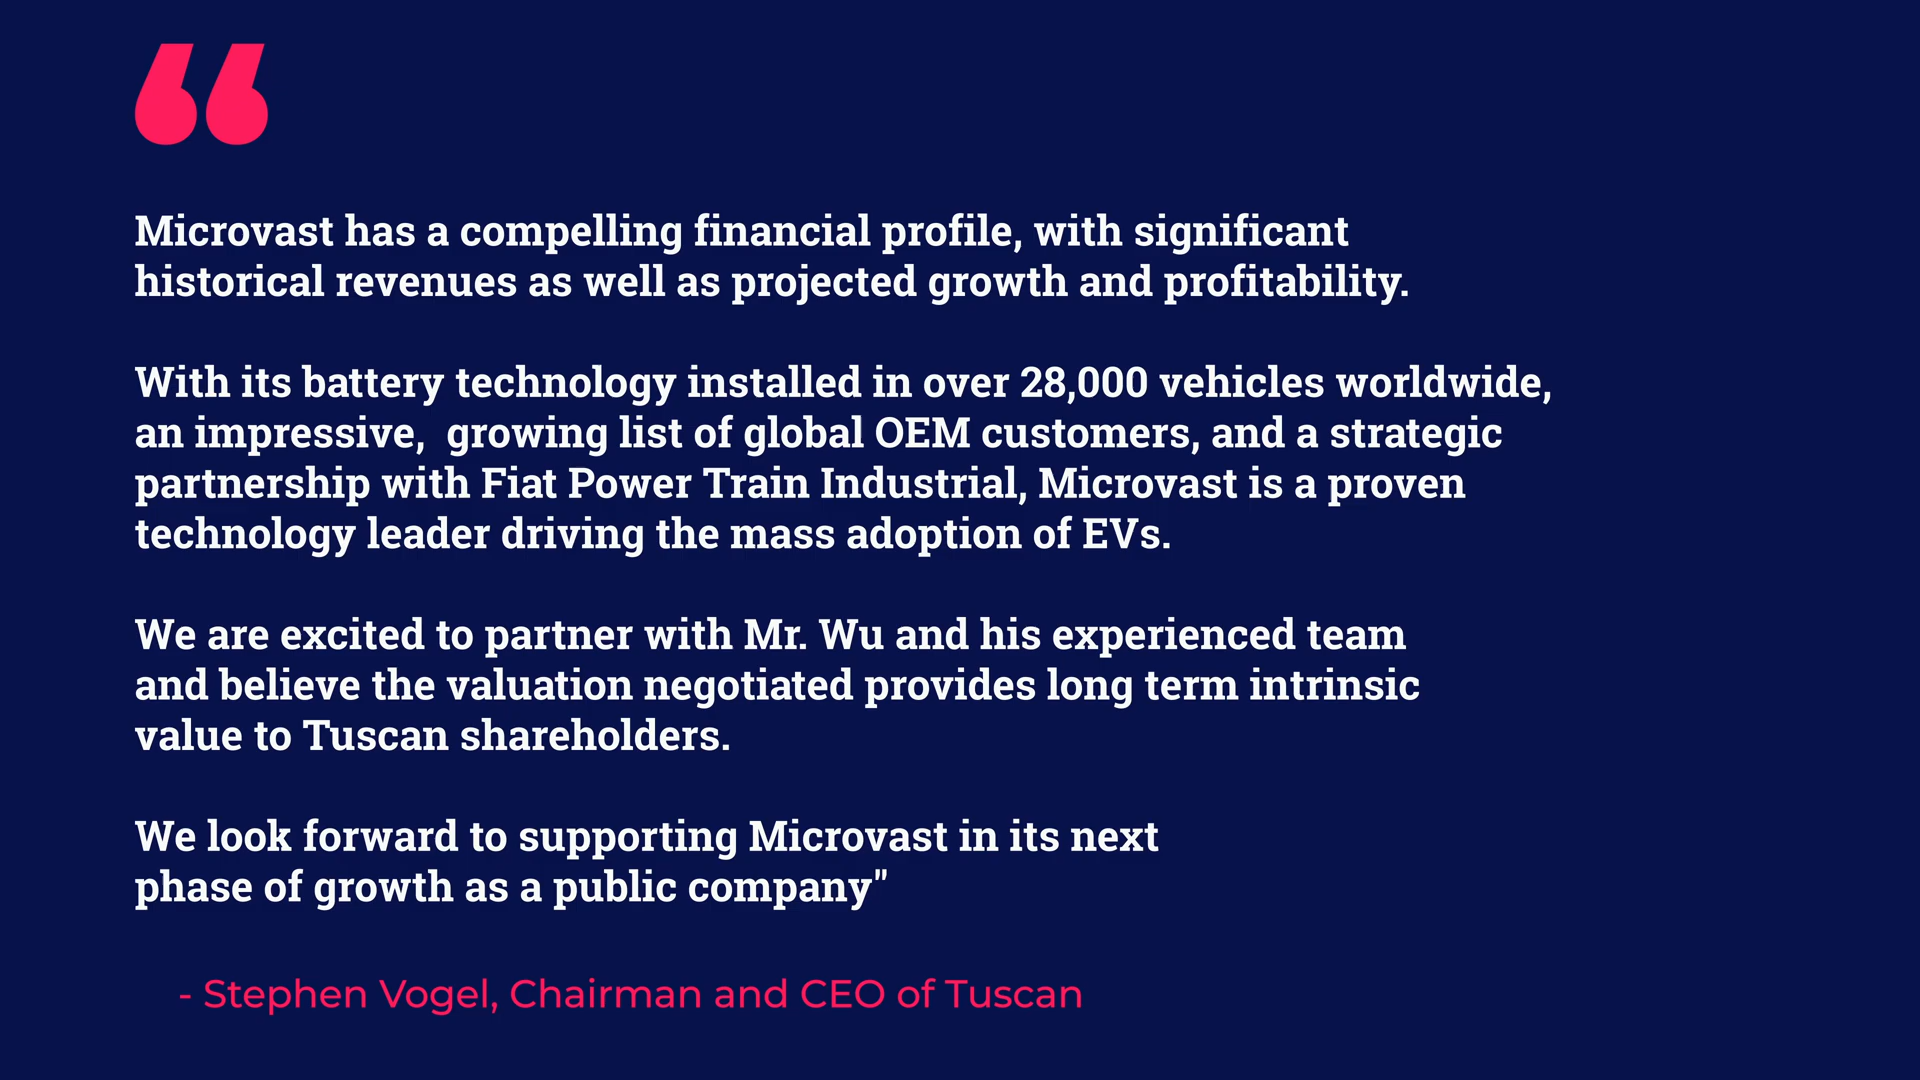 “
Microvast has a compelling financial profile, with significant
historical revenues as well as projected growth and profitability.
With its battery technology installed in over 28,000 vehicles worldwide,
an impressive,  growing list of global OEM customers, and a strategic
partnership with Fiat Power Train Industrial, Microvast is a proven
technology leader driving the mass adoption of EVs.
We are excited to partner with Mr. Wu and his experienced team
and believe the valuation negotiated provides long term intrinsic
value to Tuscan shareholders.
We look forward to supporting Microvast in its next
phase of growth as a public company"
- Stephen Vogel, Chairman and CEO of Tuscan